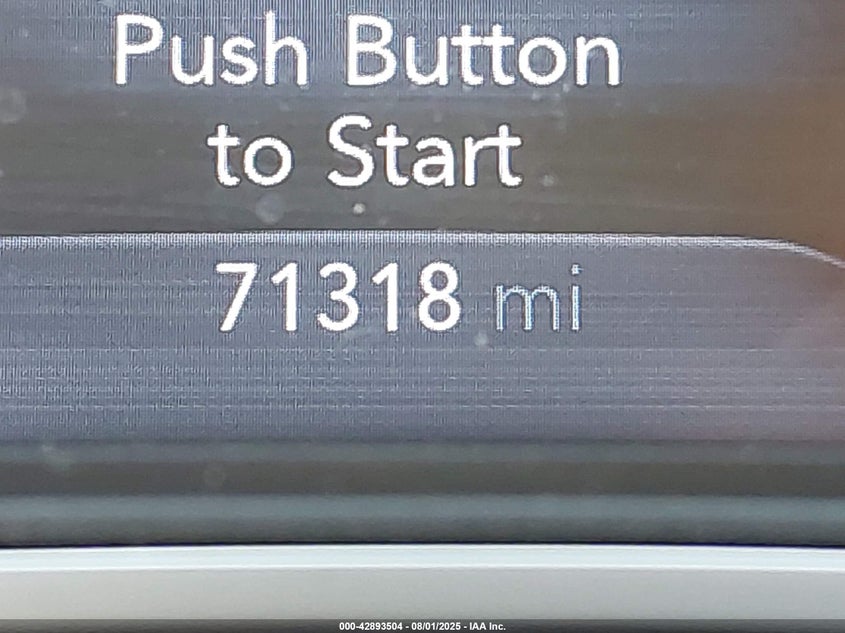 Push Button
to Start
71318 mi
000-42893504 - 08/01/2025 - IAA Inc.